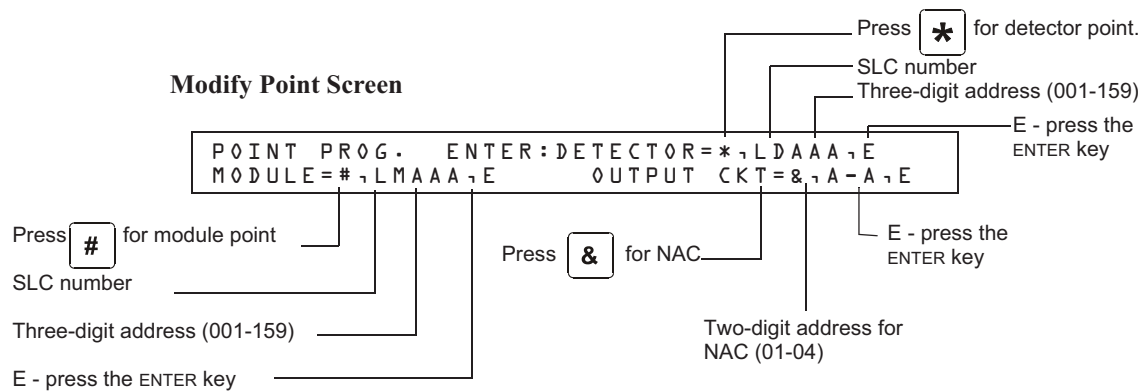 Press * for detector point.
SLC number
Modify Point Screen
Three-digit address (001-159)
E - press the
ENTER key
POINT PROG. ENTER:DETECTOR=*,LDAAA,E
MODULE=#,LMAAA,E OUTPUT CKT=&,A-A,E
Press # for module point
Press & for NAC
E - press the
ENTER key
SLC number
Three-digit address (001-159)
Two-digit address for
NAC (01-04)
E - press the ENTER key